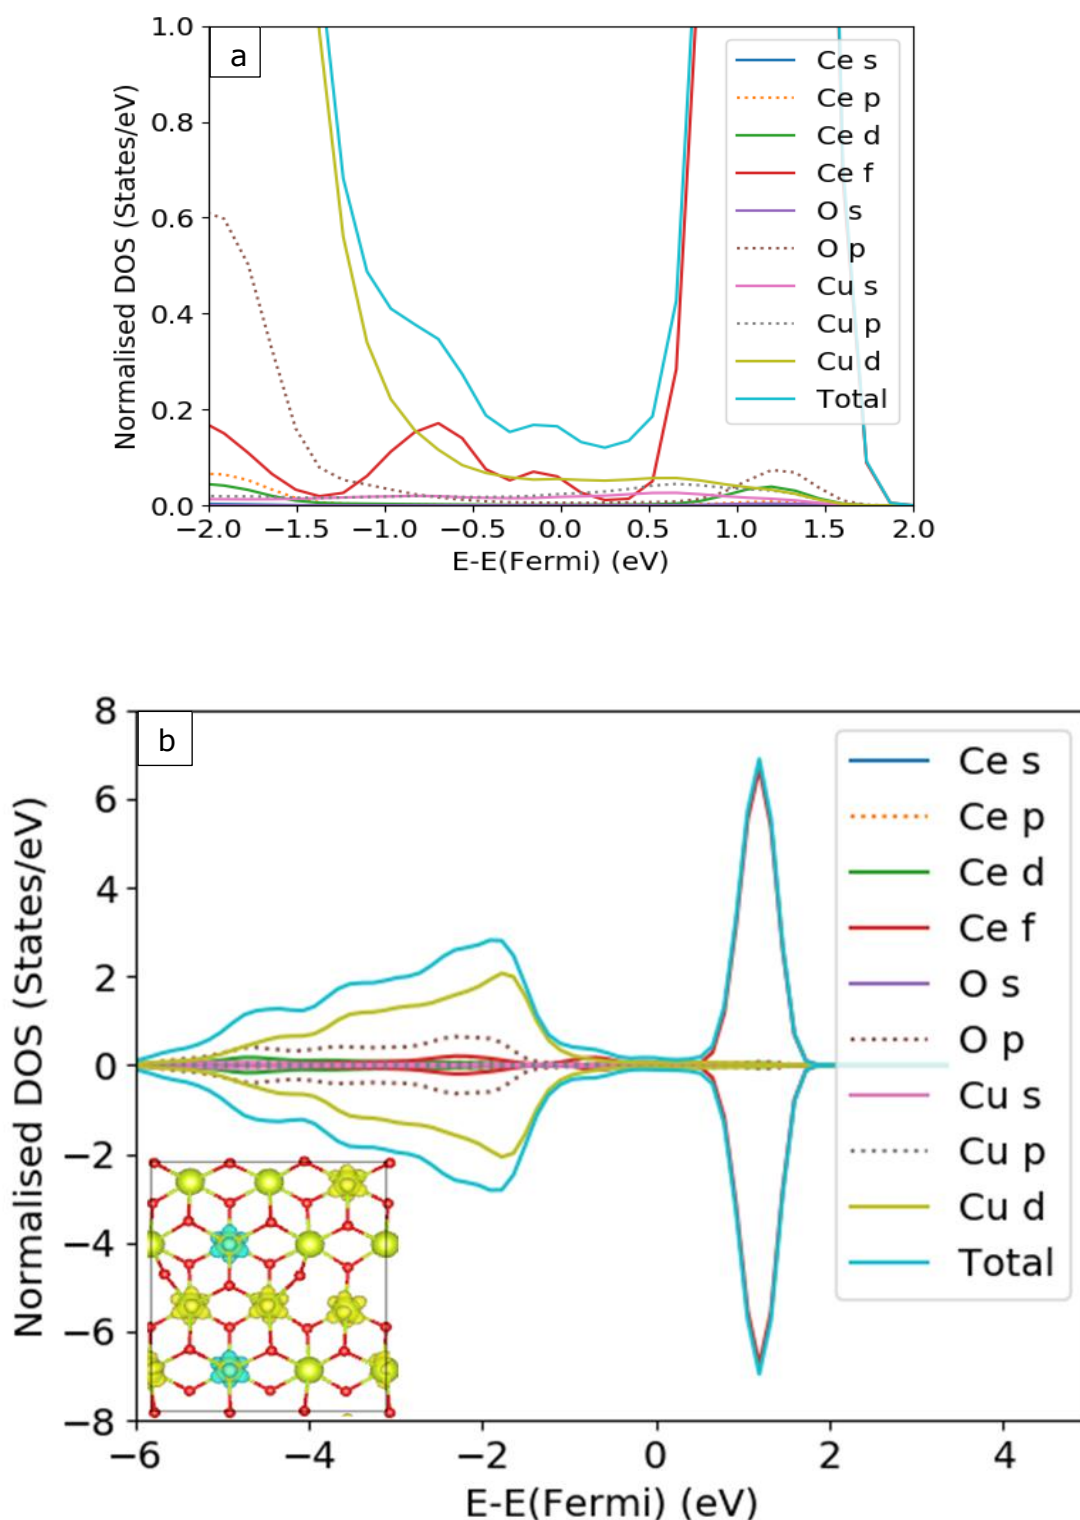 a
Normalised DOS (States/eV)
1.0
0.8
0.6
0.4
0.2
0.0
Ce s
Ce p
Ce d
Ce f
O s
O p
Cu s
Cu p
Cu d
Total
−2.0 −1.5 −1.0 −0.5 0.0 0.5 1.0 1.5 2.0
E-E(Fermi) (eV)
b
Normalised DOS (States/eV)
8
6
4
2
0
−2
−4
−6
−8
Ce s
Ce p
Ce d
Ce f
O s
O p
Cu s
Cu p
Cu d
Total
−6 −4 −2 0 2 4
E-E(Fermi) (eV)